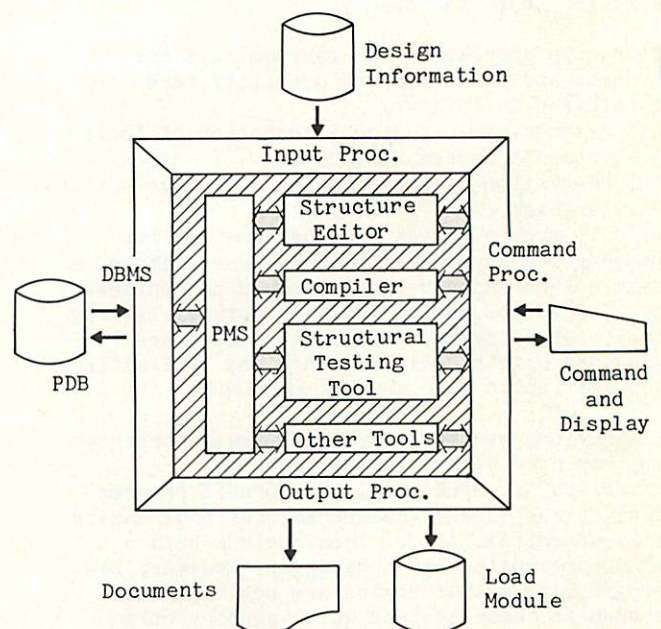 Design
Information
Input Proc.
Structure
Editor
Command
Proc.
DBMS
Compiler
PMS
Structural
Testing
Tool
PDB
Command
and
Display
Other Tools
Output Proc.
Documents
Load
Module